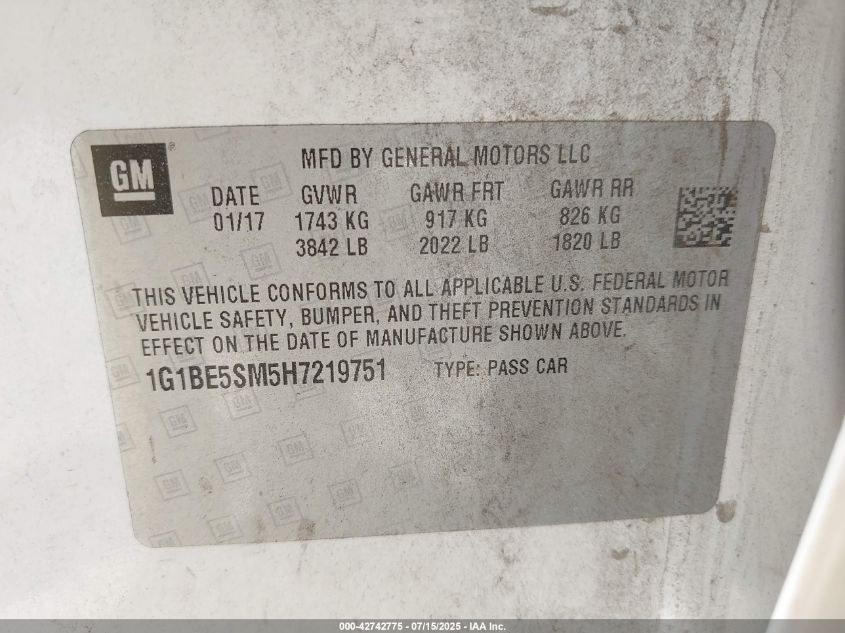 GM
MFD BY GENERAL MOTORS LLC
DATE GVWR GAWR FRT GAWR RR
01/17 1743 KG 917 KG 826 KG
3842 LB 2022 LB 1820 LB
THIS VEHICLE CONFORMS TO ALL APPLICABLE U.S. FEDERAL MOTOR
VEHICLE SAFETY, BUMPER, AND THEFT PREVENTION STANDARDS IN
EFFECT ON THE DATE OF MANUFACTURE SHOWN ABOVE.
1G1BE5SM5H7219751 TYPE: PASS CAR
000-42742775 - 07/15/2025 - IAA Inc.